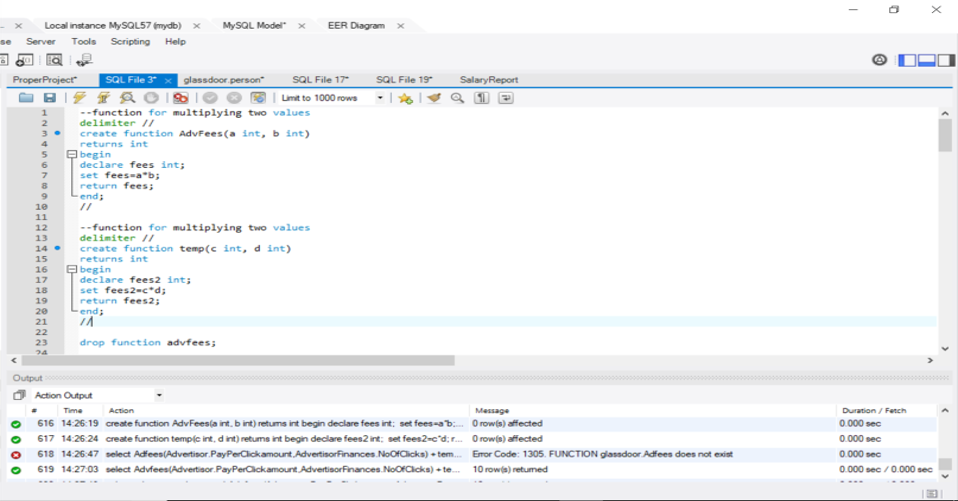 Local instance MySQL57 (mydb) × MySQL Model* × EER Diagram ×
se Server Tools Scripting Help
ProperProject* SQL File 3* × glassdoor.person* SQL File 17* SQL File 19* SalaryReport
Limit to 1000 rows
1 --function for multiplying two values
2 delimiter //
3 create function AdvFees(a int, b int)
4 returns int
5 begin
6 declare fees int;
7 set fees=a*b;
8 return fees;
9 end;
10 //
11
12 --function for multiplying two values
13 delimiter //
14 create function temp(c int, d int)
15 returns int
16 begin
17 declare fees2 int;
18 set fees2=c*d;
19 return fees2;
20 end;
21 //
22
23 drop function advfees;
24
Output
Action Output
# Time Action Message Duration / Fetch
616 14:26:19 create function AdvFees(a int, b int) returns int begin declare fees int; set fees=a*b;... 0 row(s) affected 0.000 sec
617 14:26:24 create function temp(c int, d int) returns int begin declare fees2 int; set fees2=c*d; r... 0 row(s) affected 0.000 sec
618 14:26:47 select Adfees(Advertisor.PayPerClickamount,AdvertisorFinances.NoOfClicks) + tem... Error Code: 1305. FUNCTION glassdoor.Adfees does not exist 0.000 sec
619 14:27:03 select Advfees(Advertisor.PayPerClickamount,AdvertisorFinances.NoOfClicks) + te... 10 row(s) returned 0.000 sec / 0.000 sec